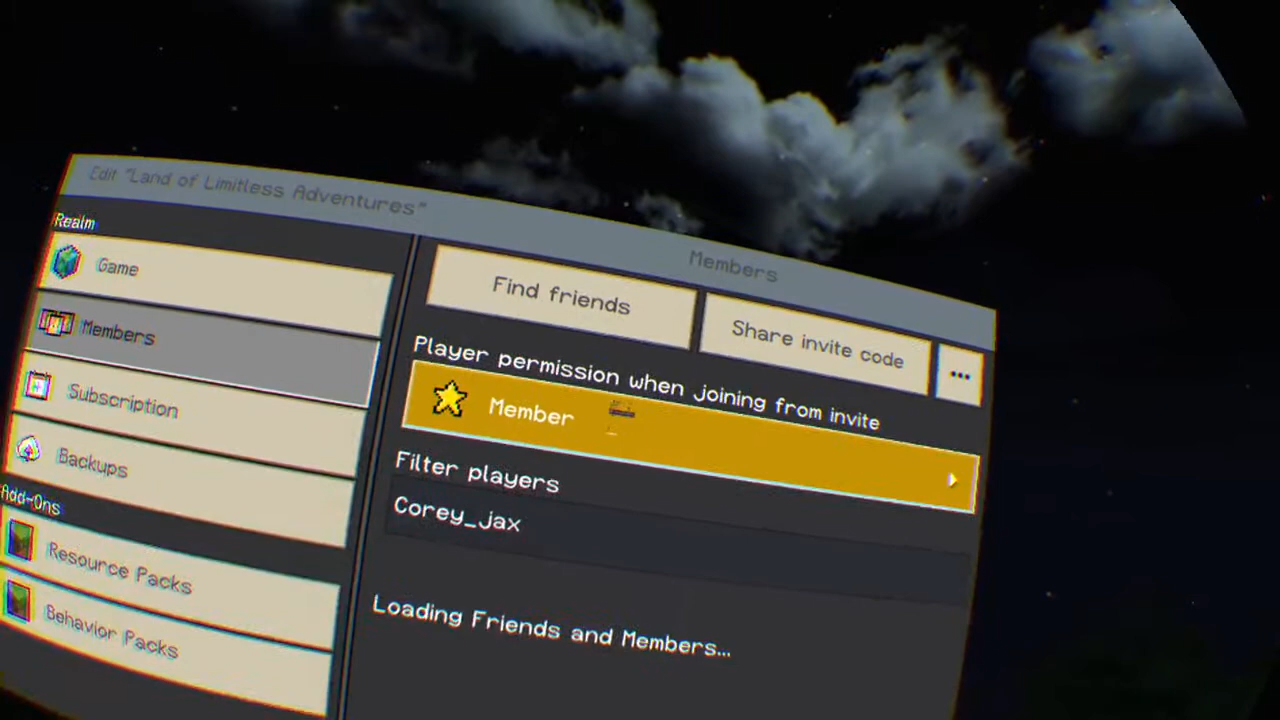 Edit "Land of Limitless Adventures"
Realm
Game
Members
Subscription
Backups
Add-Ons
Resource Packs
Behavior Packs
Members
Find friends
Share invite code
•••
Player permission when joining from invite
Member
Filter players
Corey_jax
Loading Friends and Members...